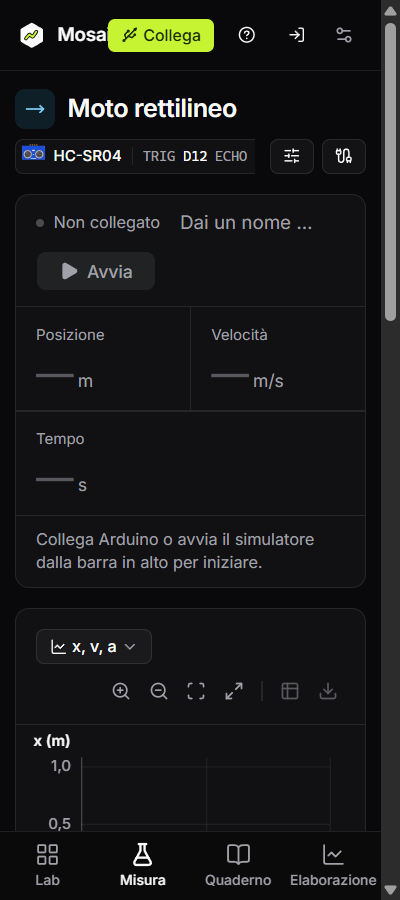 Mosai
Collega
Moto rettilineo
HC-SR04 TRIG D12 ECHO
Non collegato Dai un nome ...
Avvia
Posizione Velocità
m m/s
Tempo
s
Collega Arduino o avvia il simulatore
dalla barra in alto per iniziare.
x, v, a
x (m)
1,0
0,5
Lab Misura Quaderno Elaborazione